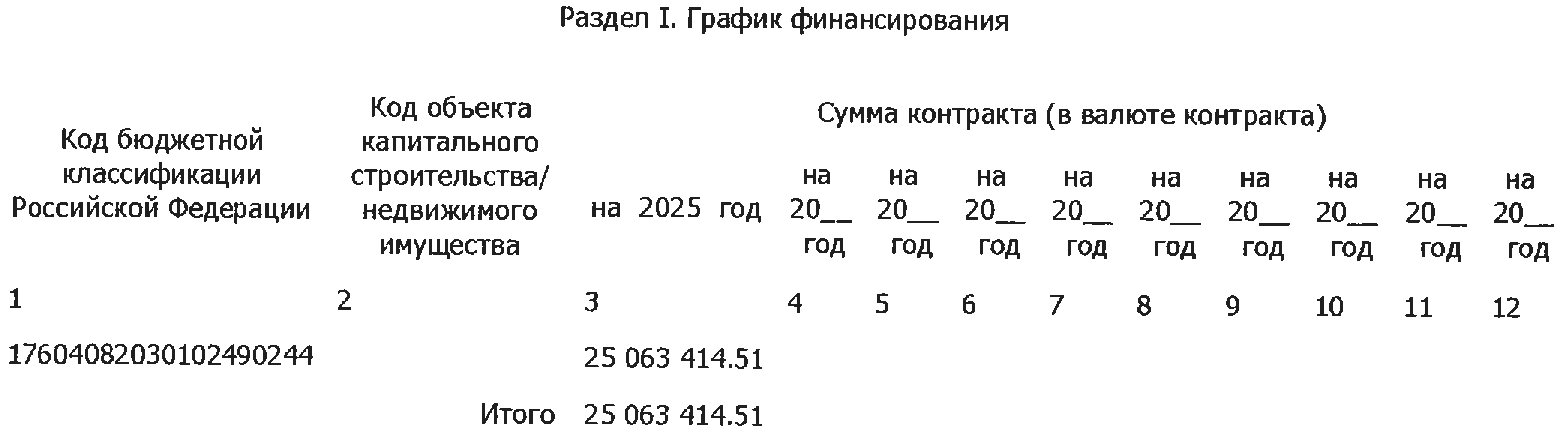 Раздел I. График финансирования
Код бюджетной
классификации
Российской Федерации
Код объекта
капитального
строительства/
недвижимого
имущества
Сумма контракта (в валюте контракта)
на 2025 год
на
20__
год
на
20__
год
на
20__
год
на
20__
год
на
20__
год
на
20__
год
на
20__
год
на
20__
год
на
20__
год
1 2 3 4 5 6 7 8 9 10 11 12
17604082030102490244 25 063 414.51
Итого 25 063 414.51